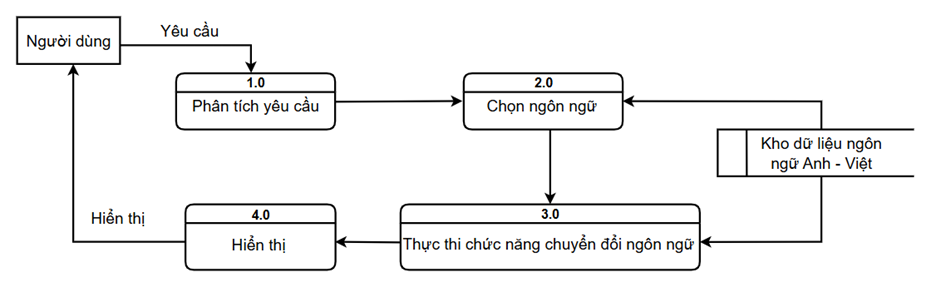 Người dùng
Yêu cầu
1.0
Phân tích yêu cầu
2.0
Chọn ngôn ngữ
Kho dữ liệu ngôn
ngữ Anh - Việt
Hiển thị
4.0
Hiển thị
3.0
Thực thi chức năng chuyển đổi ngôn ngữ